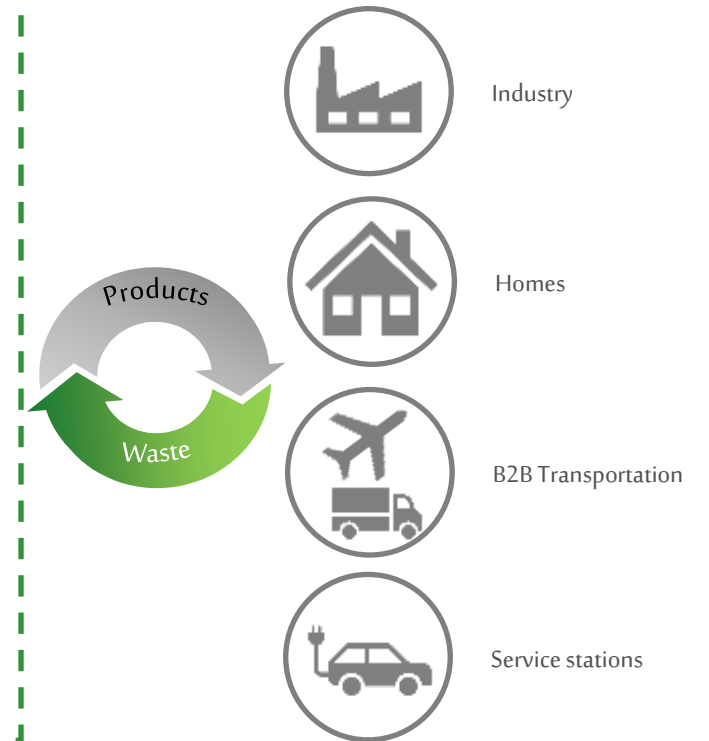 Industry
Homes
Products
Waste
B2B Transportation
Service stations